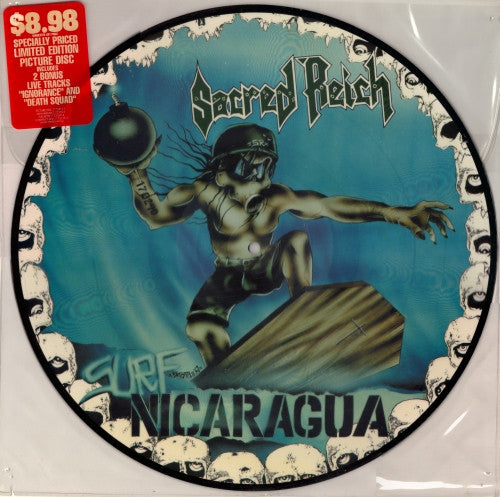 $8.98
SPECIALLY PRICED
LIMITED EDITION
PICTURE DISC
INCLUDES
2 BONUS
LIVE TRACKS
"IGNORANCE" AND
"DEATH SQUAD"
Sacred Reich
SR
SURF
NICARAGUA